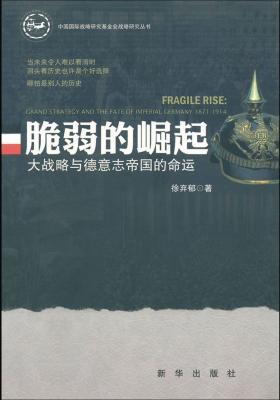 中国国际战略研究基金会战略研究丛书
当未来令人难以看清时
回头看历史也许是个好选择
哪怕是别人的历史
FRAGILE RISE:
GRAND STRATEGY AND THE FATE OF IMPERIAL GERMANY 1871-1914
脆弱的崛起
大战略与德意志帝国的命运
徐弃郁◎著
新华出版社